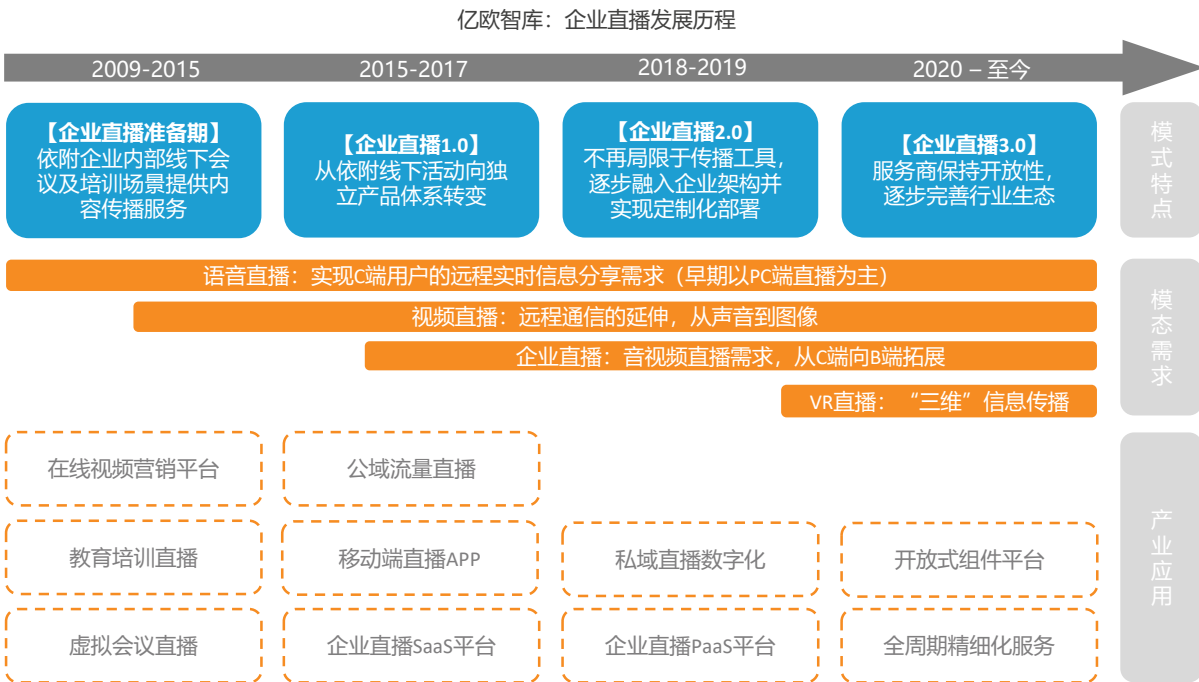 亿欧智库：企业直播发展历程
2009-2015
2015-2017
2018-2019
2020 – 至今
【企业直播准备期】
依附企业内部线下会
议及培训场景提供内
容传播服务
【企业直播1.0】
从依附线下活动向独
立产品体系转变
【企业直播2.0】
不再局限于传播工具，
逐步融入企业架构并
实现定制化部署
【企业直播3.0】
服务商保持开放性，
逐步完善行业生态
模式特点
语音直播：实现C端用户的远程实时信息分享需求（早期以PC端直播为主）
视频直播：远程通信的延伸，从声音到图像
企业直播：音视频直播需求，从C端向B端拓展
VR直播：“三维”信息传播
模态需求
在线视频营销平台
公域流量直播
教育培训直播
移动端直播APP
私域直播数字化
开放式组件平台
虚拟会议直播
企业直播SaaS平台
企业直播PaaS平台
全周期精细化服务
产业应用